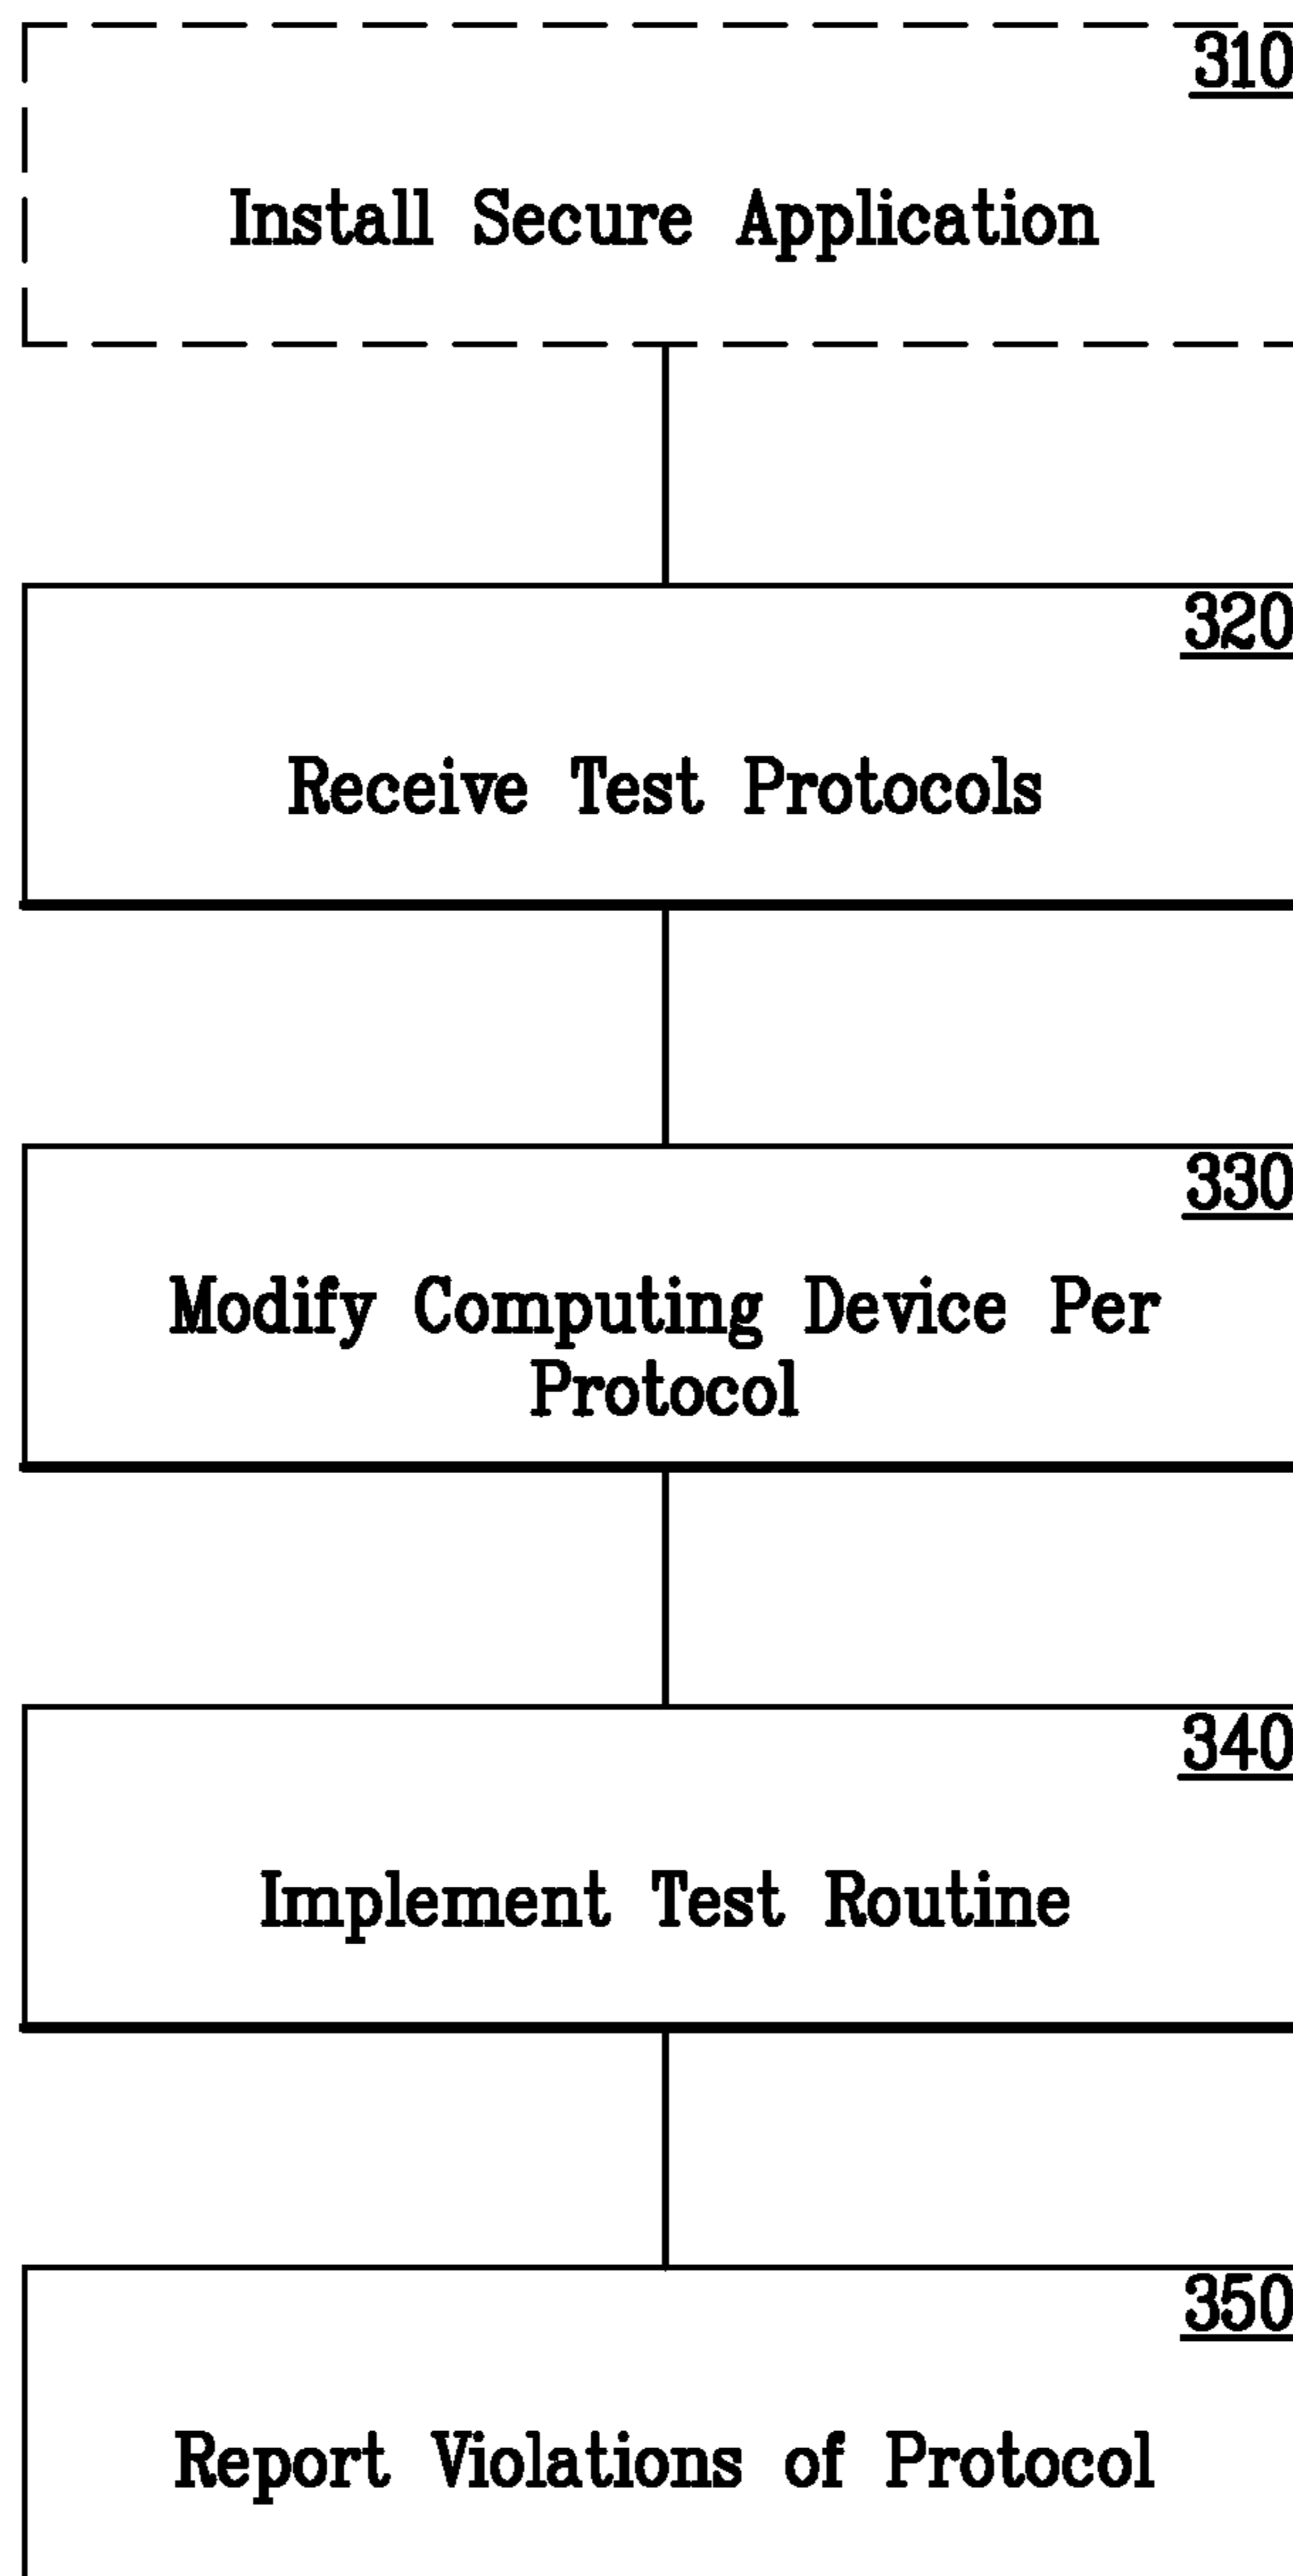 310
Install Secure Application
320
Receive Test Protocols
330
Modify Computing Device Per
Protocol
340
Implement Test Routine
350
Report Violations of Protocol